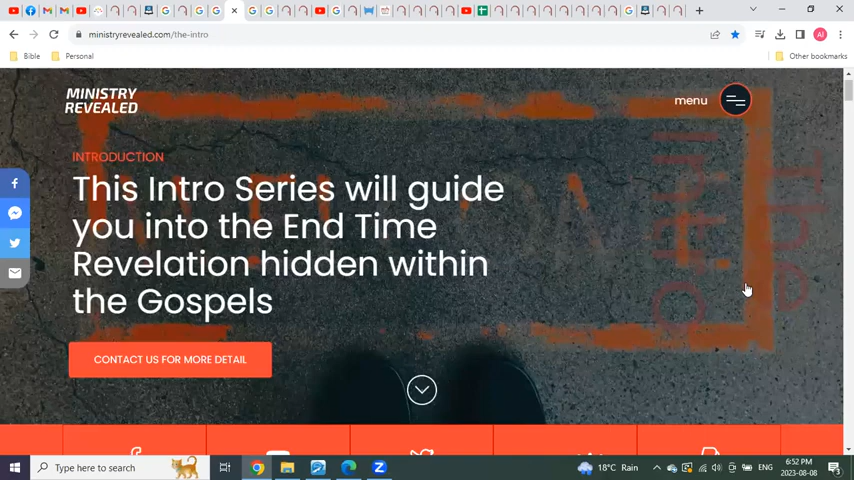 ministryrevealed.com/the-intro
Bible
Personal
Other bookmarks
MINISTRY
REVEALED
menu
INTRODUCTION
This Intro Series will guide
you into the End Time
Revelation hidden within
the Gospels
CONTACT US FOR MORE DETAIL
the
intro
Type here to search
18°C Rain
ENG
6:52 PM
2023-08-08